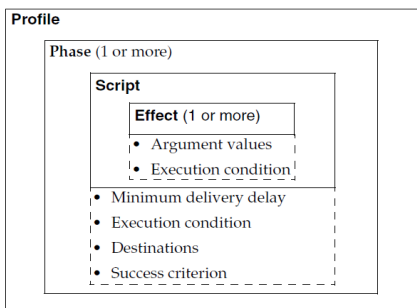 Profile
Phase (1 or more)
Script
Effect (1 or more)
• Argument values
• Execution condition
• Minimum delivery delay
• Execution condition
• Destinations
• Success criterion